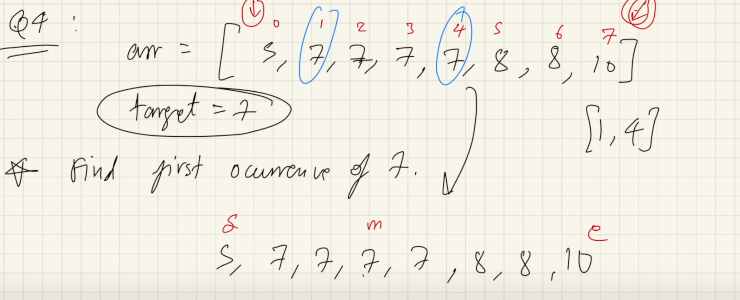 Q4 :
0 1 2 3 4 5 6 7
arr = [ 5, 7, 7, 7, 7, 8, 8, 10 ]
target = 7
[1, 4]
* Find first ocurrence of 7.
s m e
5, 7, 7, 7, 7, 8, 8, 10